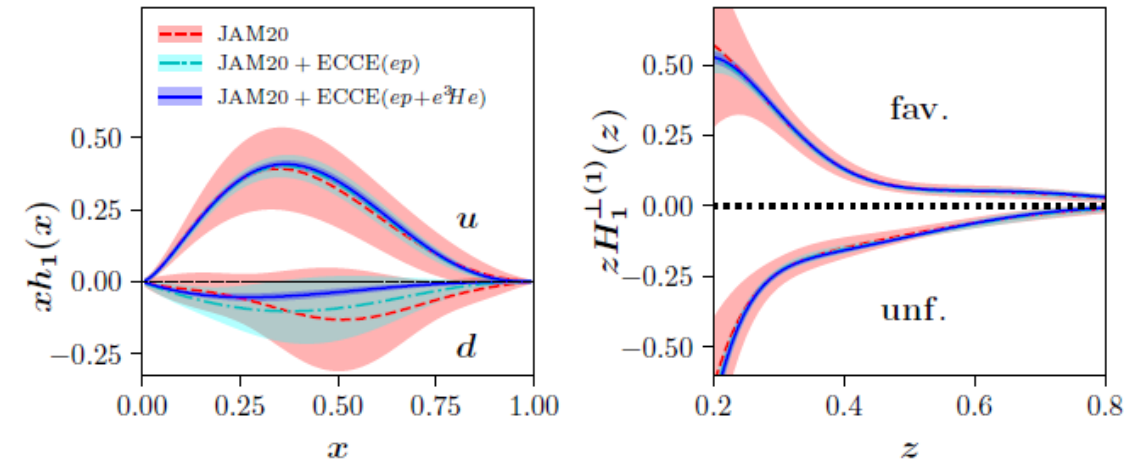 JAM20
JAM20 + ECCE(ep)
JAM20 + ECCE(ep+e³He)
0.50
0.25
0.00
−0.25
xh₁(x)
u
d
0.00 0.25 0.50 0.75 1.00
x
0.50
0.25
0.00
−0.25
−0.50
zH₁^⊥(1)(z)
fav.
unf.
0.2 0.4 0.6 0.8
z